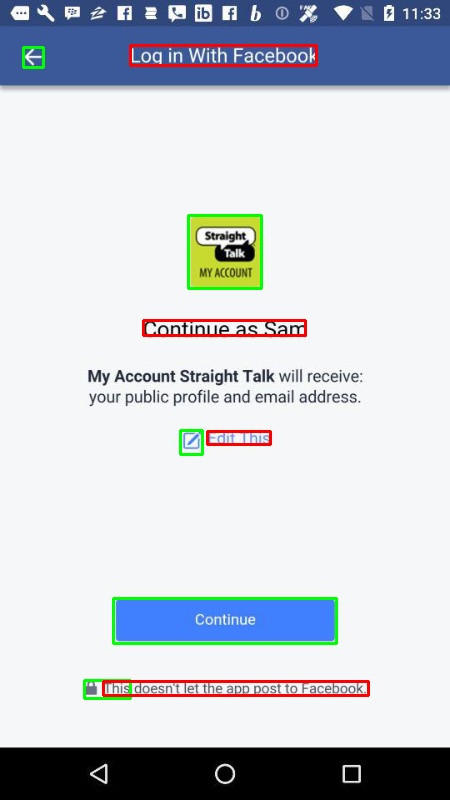 11:33
Log in With Facebook
Straight
Talk
MY ACCOUNT
Continue as Sam
My Account Straight Talk will receive:
your public profile and email address.
Edit This
Continue
This doesn't let the app post to Facebook.